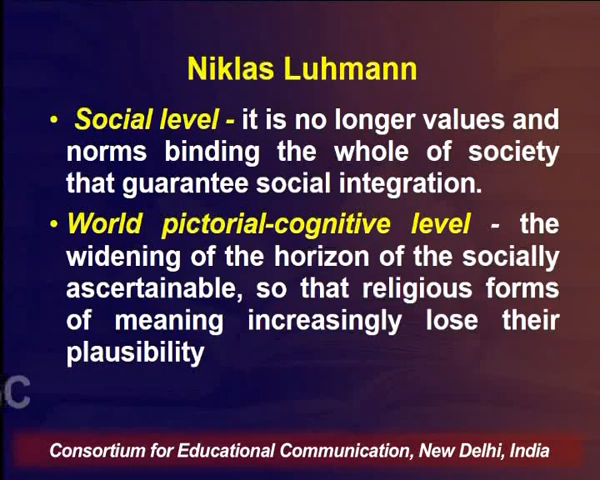 Niklas Luhmann
• Social level - it is no longer values and
norms binding the whole of society
that guarantee social integration.
• World pictorial-cognitive level - the
widening of the horizon of the socially
ascertainable, so that religious forms
of meaning increasingly lose their
plausibility
C
Consortium for Educational Communication, New Delhi, India